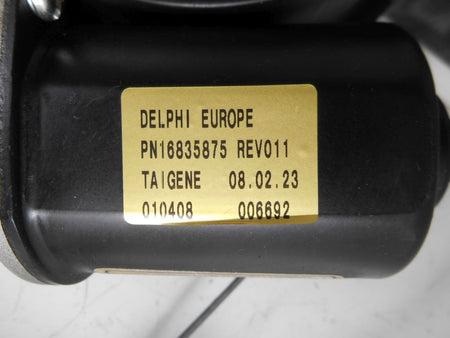 DELPHI EUROPE
PN16835875 REV011
TAIGENE 08.02.23
010408 006692